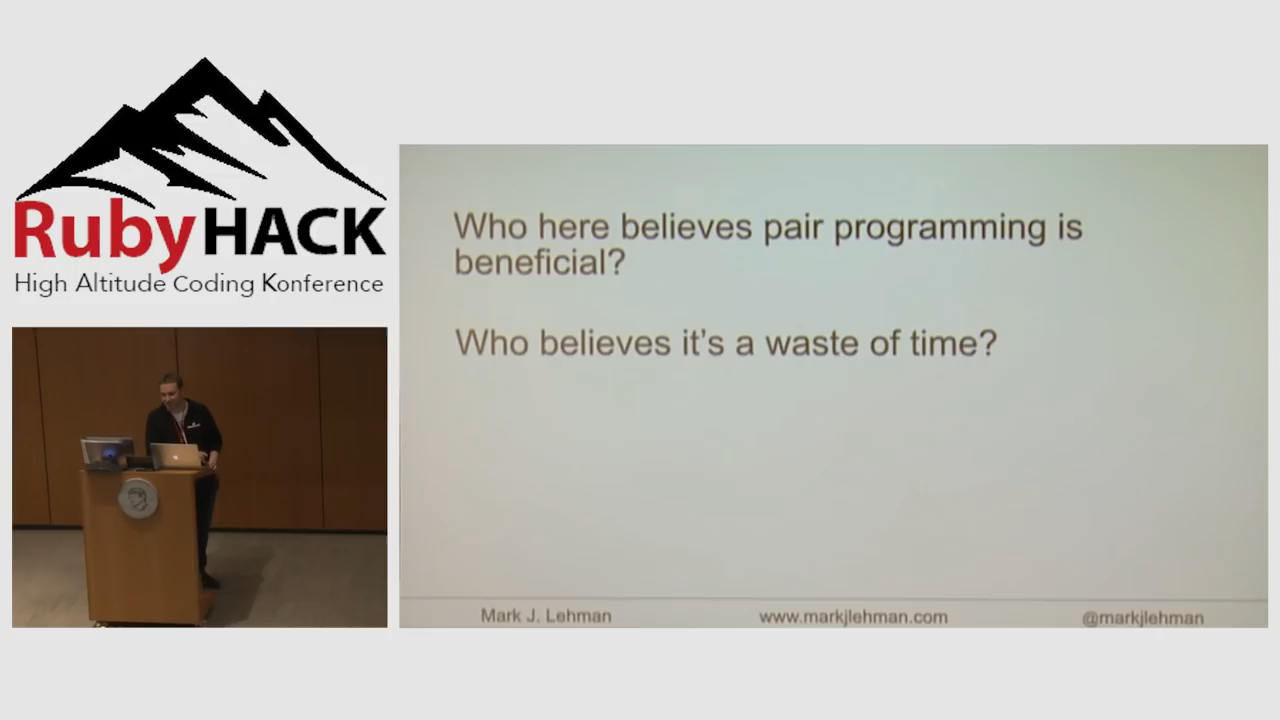 RubyHACK
High Altitude Coding Konference
Who here believes pair programming is
beneficial?
Who believes it's a waste of time?
Mark J. Lehman
www.markjlehman.com
@markjlehman